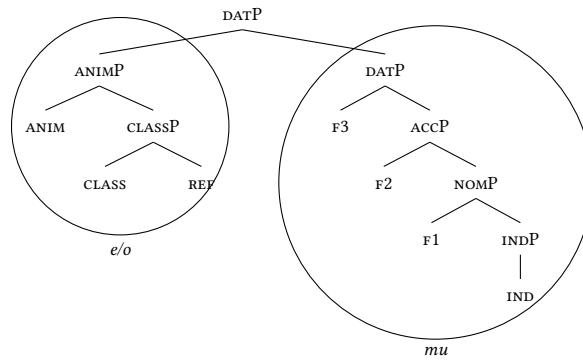 DATP
ANIMP DATP
ANIM CLASSP F3 ACCP
CLASS REF F2 NOMP
F1 INDP
e/o
IND
mu